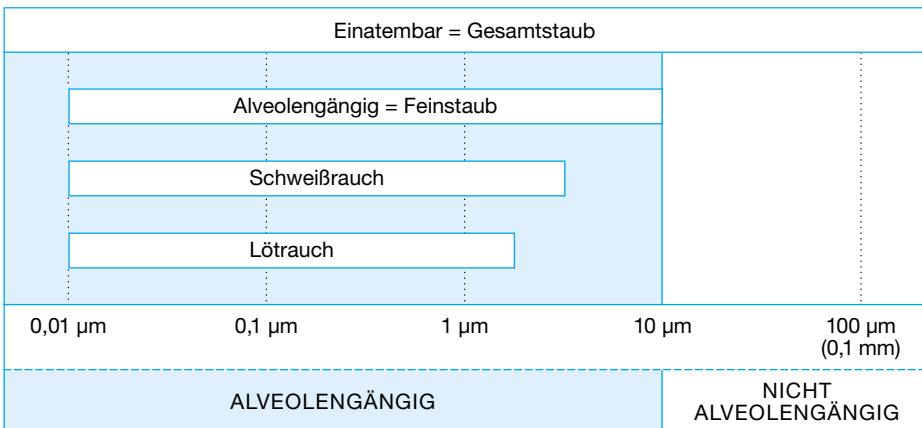 Einatembar = Gesamtstaub
Alveolengängig = Feinstaub
Schweißrauch
Lötrauch
0,01 μm 0,1 μm 1 μm 10 μm 100 μm
(0,1 mm)
ALVEOLENGÄNGIG
NICHT
ALVEOLENGÄNGIG